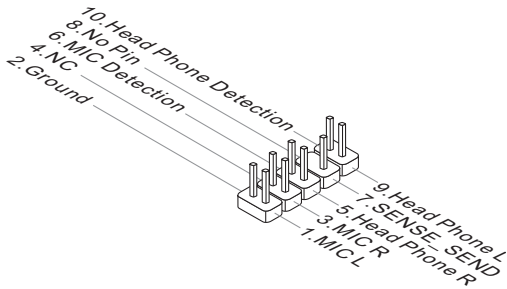 10.Head Phone Detection
8.No Pin
6.MIC Detection
4.NC
2.Ground
9.Head Phone L
7.SENSE_SEND
5.Head Phone R
3.MIC R
1.MIC L